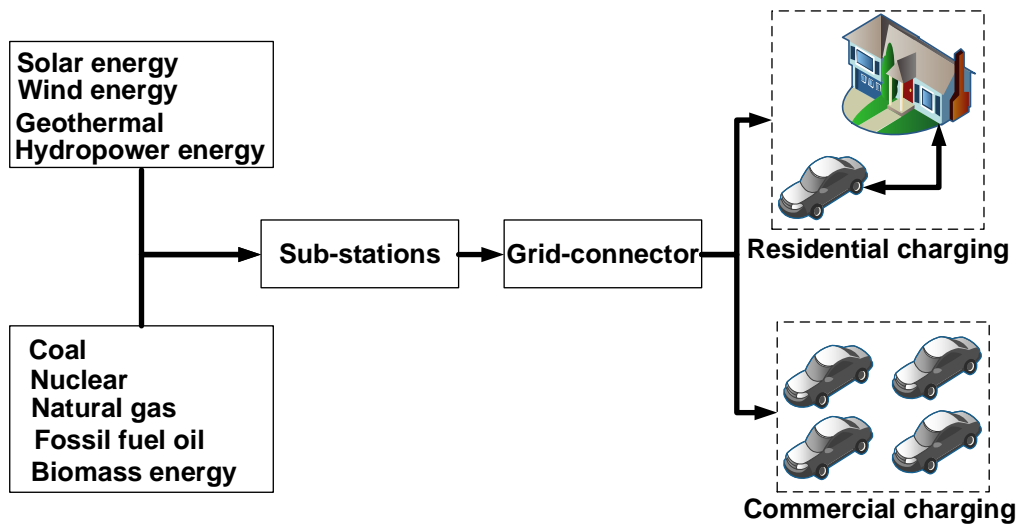 Solar energy
Wind energy
Geothermal
Hydropower energy
Sub-stations
Grid-connector
Residential charging
Coal
Nuclear
Natural gas
Fossil fuel oil
Biomass energy
Commercial charging